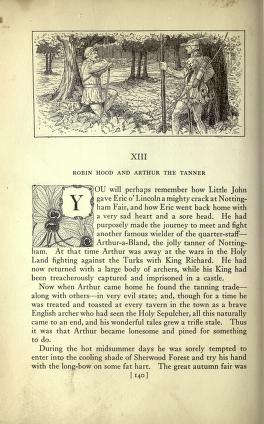 XIII
ROBIN HOOD AND ARTHUR THE TANNER
YOU will perhaps remember how Little John
gave Eric o' Lincoln a mighty crack at Notting-
ham Fair, and how Eric went back home with
a very sad heart and a sore head. He had
purposely made the journey to meet and fight
another famous wielder of the quarter-staff—
Arthur-a-Bland, the jolly tanner of Notting-
ham. At that time Arthur was away at the wars in the Holy
Land fighting against the Turks with King Richard. He had
now returned with a large body of archers, while his King had
been treacherously captured and imprisoned in a castle.
Now when Arthur came home he found the tanning trade—
along with others—in very evil state; and, though for a time he
was treated and toasted at every tavern in the town as a brave
English archer who had seen the Holy Sepulcher, all this naturally
came to an end, and his wonderful tales grew a trifle stale. Thus
it was that Arthur became lonesome and pined for something
to do.
During the hot midsummer days he was sorely tempted to
enter into the cooling shade of Sherwood Forest and try his hand
with the long-bow on some fat hart. The great autumn fair was
[ 140 ]